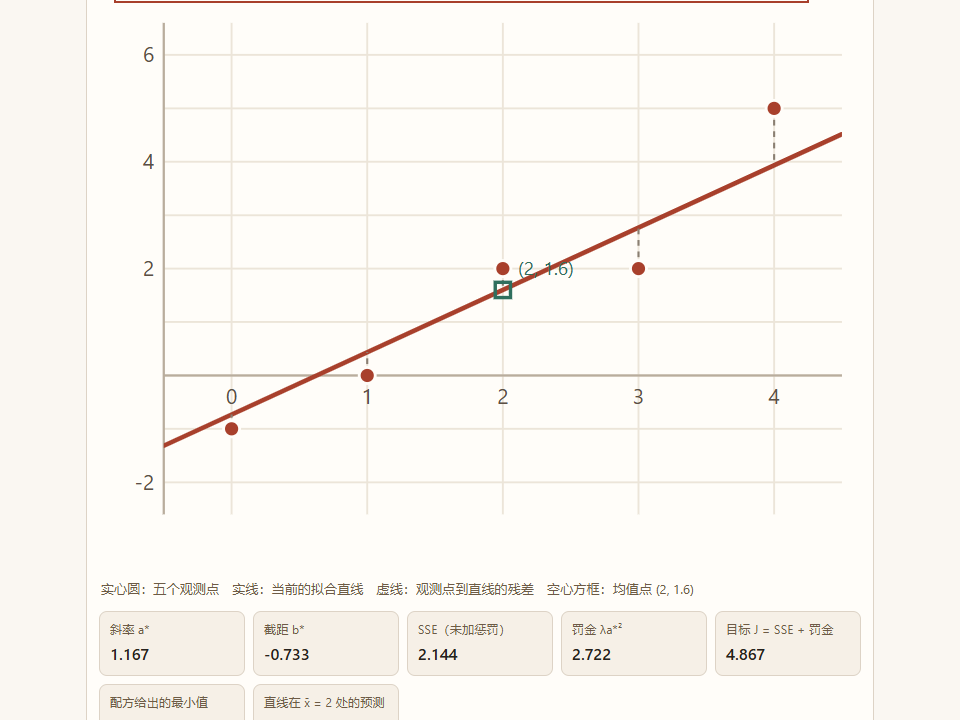 6
4
2
(2, 1.6)
0 1 2 3 4
-2
实心圆：五个观测点 实线：当前的拟合直线 虚线：观测点到直线的残差 空心方框：均值点 (2, 1.6)
斜率 a*
1.167
截距 b*
-0.733
SSE（未加惩罚）
2.144
罚金 λa*²
2.722
目标 J = SSE + 罚金
4.867
配方给出的最小值
直线在 x̄ = 2 处的预测